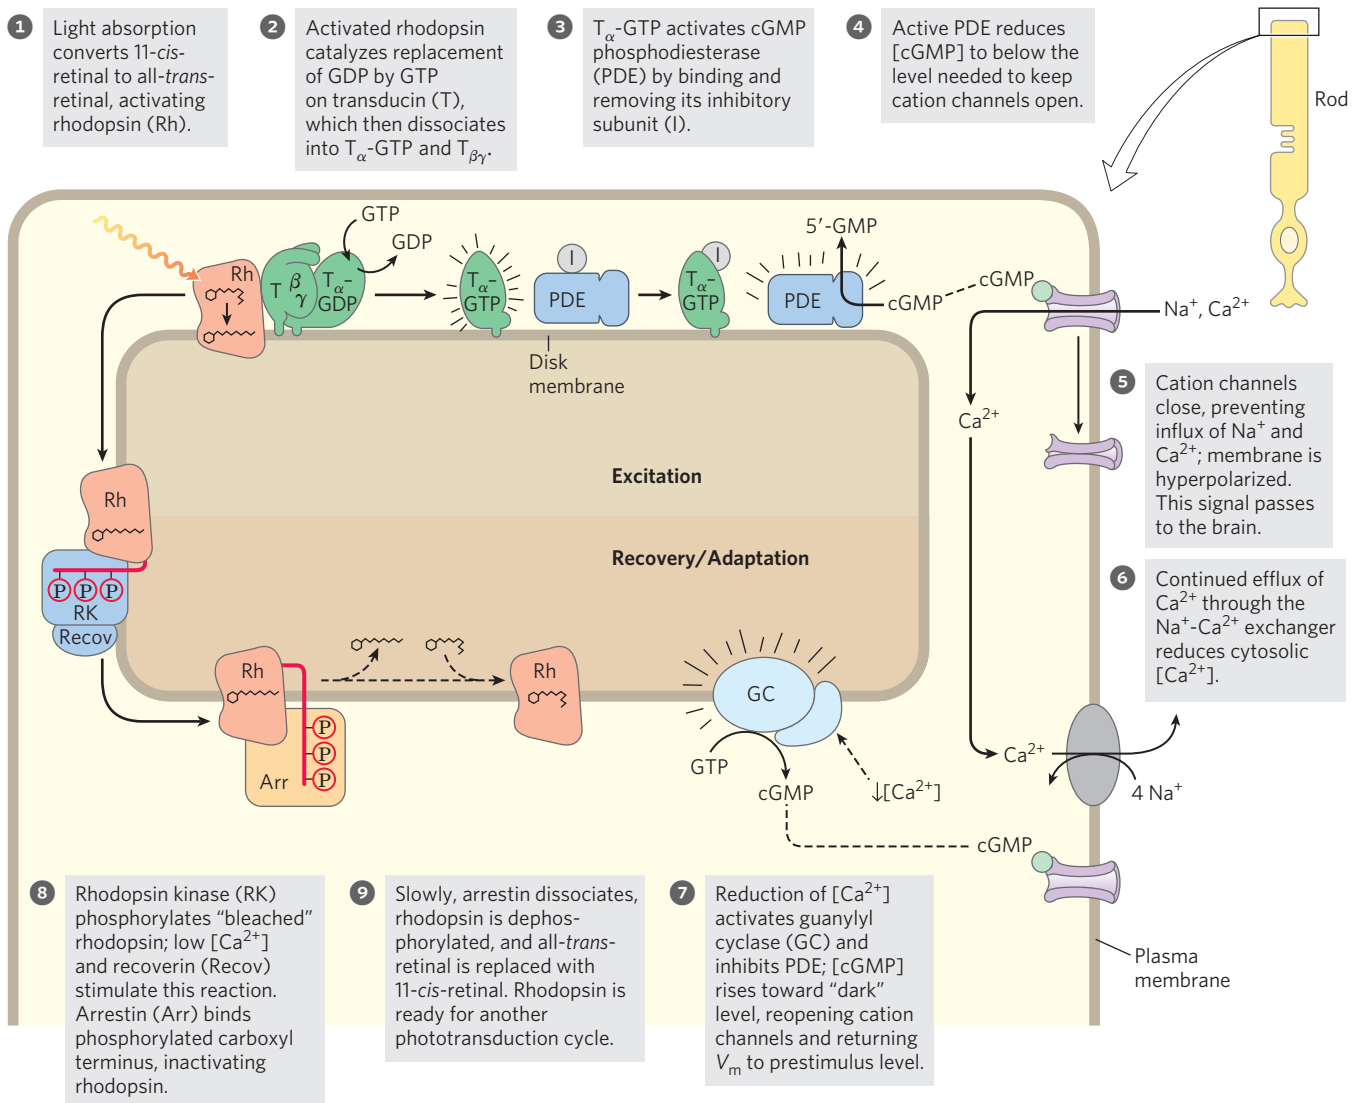 1
Light absorption
converts 11-cis-
retinal to all-trans-
retinal, activating
rhodopsin (Rh).
2
Activated rhodopsin
catalyzes replacement
of GDP by GTP
on transducin (T),
which then dissociates
into Tα-GTP and Tβγ.
3
Tα-GTP activates cGMP
phosphodiesterase
(PDE) by binding and
removing its inhibitory
subunit (I).
4
Active PDE reduces
[cGMP] to below the
level needed to keep
cation channels open.
Rod
GTP
GDP
Rh
T
β
γ
Tα–
GDP
Tα–
GTP
I
PDE
Tα–
GTP
I
5′-GMP
PDE
cGMP
cGMP
Na⁺, Ca²⁺
Disk
membrane
Ca²⁺
5
Cation channels
close, preventing
influx of Na⁺ and
Ca²⁺; membrane is
hyperpolarized.
This signal passes
to the brain.
Excitation
Recovery/Adaptation
Rh
P P P
RK
Recov
6
Continued efflux of
Ca²⁺ through the
Na⁺-Ca²⁺ exchanger
reduces cytosolic
[Ca²⁺].
Rh
P
P
P
Arr
Rh
GC
GTP
cGMP
↓[Ca²⁺]
Ca²⁺
4 Na⁺
cGMP
8
Rhodopsin kinase (RK)
phosphorylates “bleached”
rhodopsin; low [Ca²⁺]
and recoverin (Recov)
stimulate this reaction.
Arrestin (Arr) binds
phosphorylated carboxyl
terminus, inactivating
rhodopsin.
9
Slowly, arrestin dissociates,
rhodopsin is dephos-
phorylated, and all-trans-
retinal is replaced with
11-cis-retinal. Rhodopsin is
ready for another
phototransduction cycle.
7
Reduction of [Ca²⁺]
activates guanylyl
cyclase (GC) and
inhibits PDE; [cGMP]
rises toward “dark”
level, reopening cation
channels and returning
Vm to prestimulus level.
Plasma
membrane